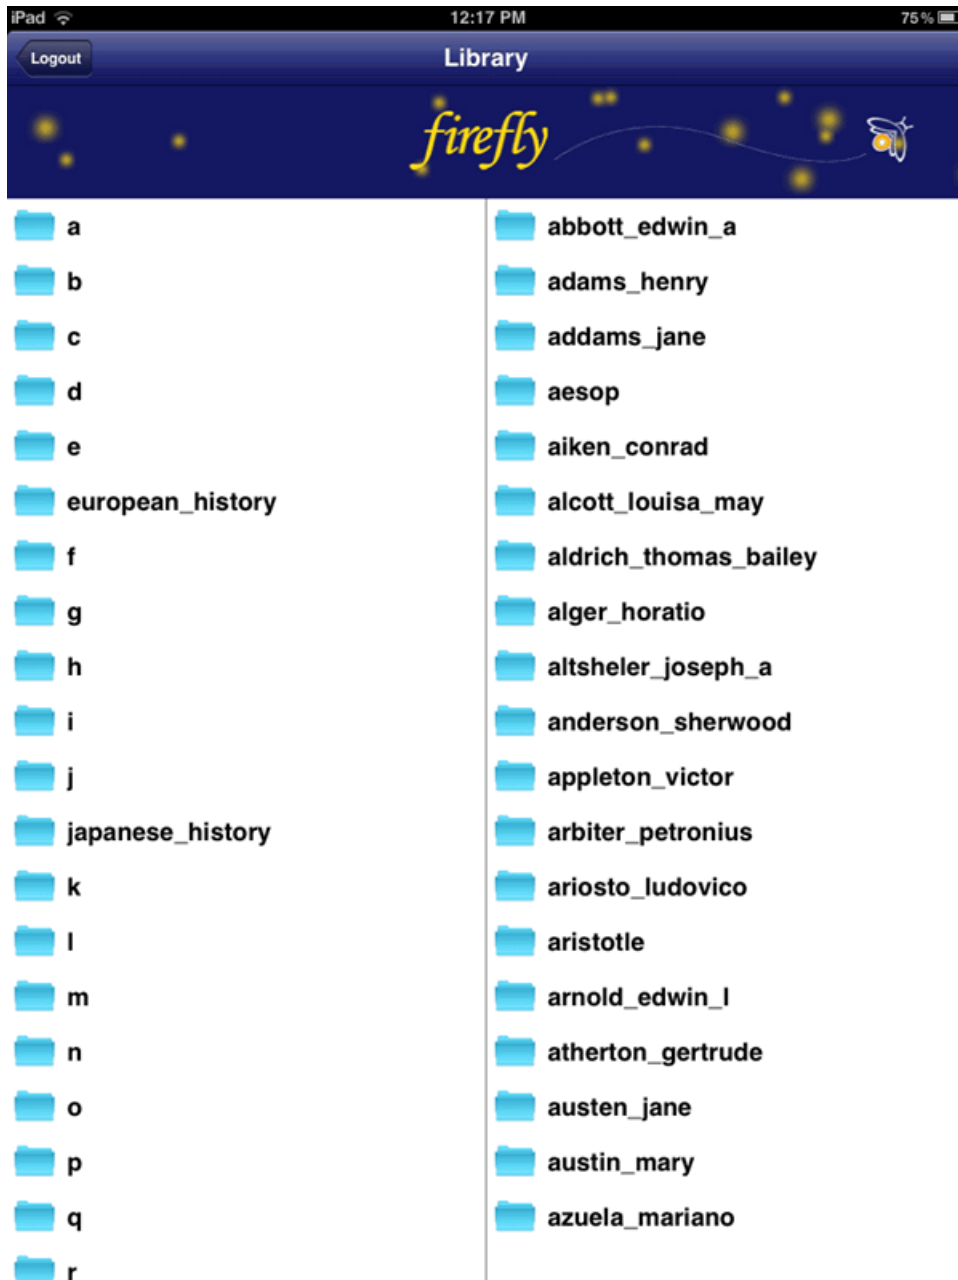 iPad 12:17 PM 75%
Logout Library
firefly
a
b
c
d
e
european_history
f
g
h
i
j
japanese_history
k
l
m
n
o
p
q
r
abbott_edwin_a
adams_henry
addams_jane
aesop
aiken_conrad
alcott_louisa_may
aldrich_thomas_bailey
alger_horatio
altsheler_joseph_a
anderson_sherwood
appleton_victor
arbiter_petronius
ariosto_ludovico
aristotle
arnold_edwin_l
atherton_gertrude
austen_jane
austin_mary
azuela_mariano